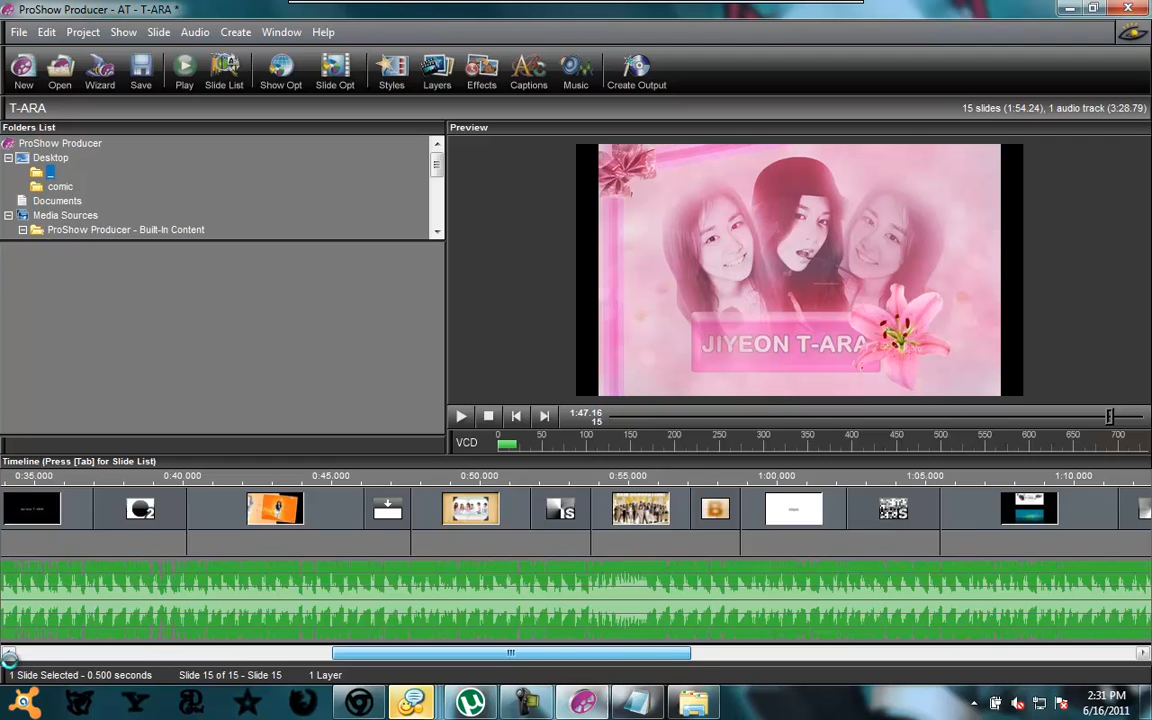 ProShow Producer - AT - T-ARA *
File Edit Project Show Slide Audio Create Window Help
New Open Wizard Save Play Slide List Show Opt Slide Opt Styles Layers Effects Captions Music Create Output
T-ARA 15 slides (1:54.24), 1 audio track (3:28.79)
Folders List
ProShow Producer
Desktop
_
comic
Documents
Media Sources
ProShow Producer - Built-In Content
Preview
JIYEON T-ARA
1:47.16
15
VCD 0 50 100 150 200 250 300 350 400 450 500 550 600 650 700
Timeline (Press [Tab] for Slide List)
0:35.000 0:40.000 0:45.000 0:50.000 0:55.000 1:00.000 1:05.000 1:10.000
2 S B S
1 Slide Selected - 0.500 seconds Slide 15 of 15 - Slide 15 1 Layer
2:31 PM
6/16/2011